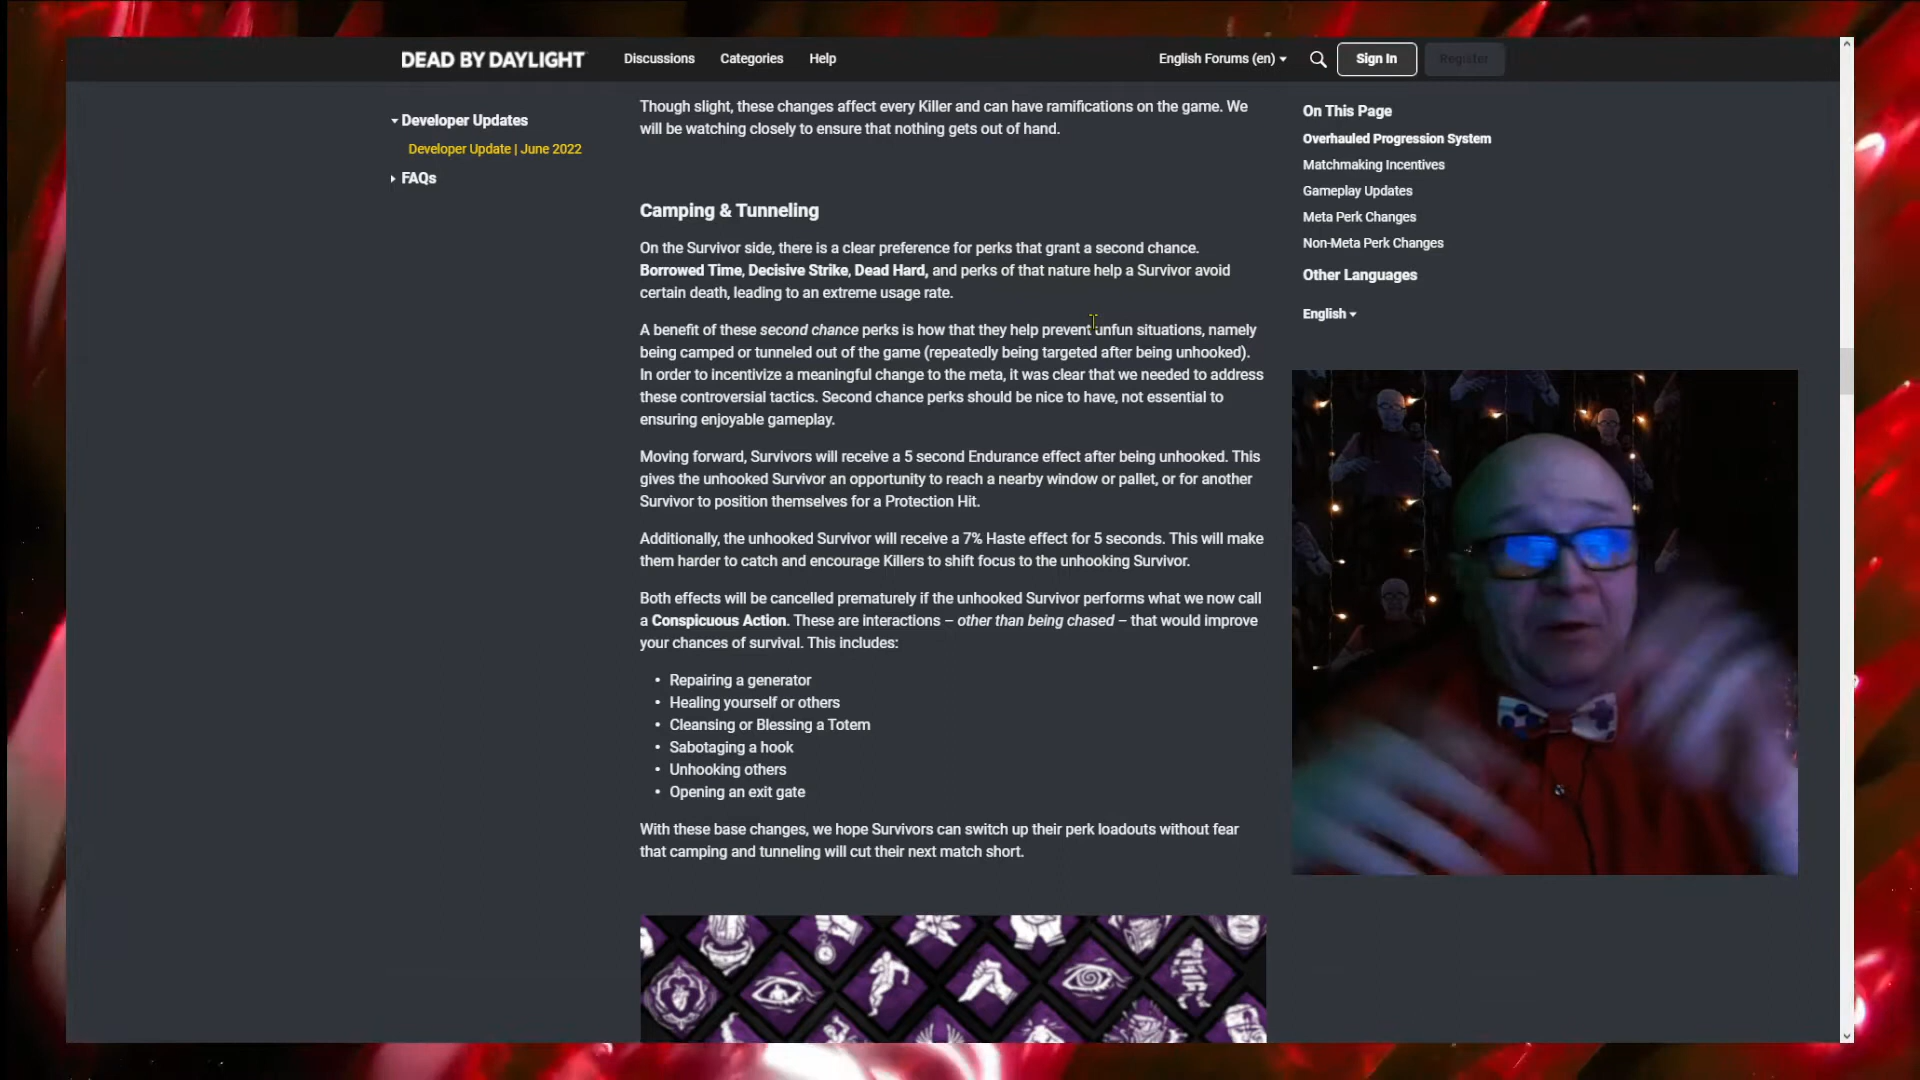 DEAD BY DAYLIGHT
Discussions
Categories
Help
English Forums (en)
Sign In
Register
Developer Updates
Developer Update | June 2022
FAQs
Though slight, these changes affect every Killer and can have ramifications on the game. We
will be watching closely to ensure that nothing gets out of hand.
Camping & Tunneling
On the Survivor side, there is a clear preference for perks that grant a second chance.
Borrowed Time, Decisive Strike, Dead Hard, and perks of that nature help a Survivor avoid
certain death, leading to an extreme usage rate.
A benefit of these second chance perks is how that they help prevent unfun situations, namely
being camped or tunneled out of the game (repeatedly being targeted after being unhooked).
In order to incentivize a meaningful change to the meta, it was clear that we needed to address
these controversial tactics. Second chance perks should be nice to have, not essential to
ensuring enjoyable gameplay.
Moving forward, Survivors will receive a 5 second Endurance effect after being unhooked. This
gives the unhooked Survivor an opportunity to reach a nearby window or pallet, or for another
Survivor to position themselves for a Protection Hit.
Additionally, the unhooked Survivor will receive a 7% Haste effect for 5 seconds. This will make
them harder to catch and encourage Killers to shift focus to the unhooking Survivor.
Both effects will be cancelled prematurely if the unhooked Survivor performs what we now call
a Conspicuous Action. These are interactions – other than being chased – that would improve
your chances of survival. This includes:
• Repairing a generator
• Healing yourself or others
• Cleansing or Blessing a Totem
• Sabotaging a hook
• Unhooking others
• Opening an exit gate
With these base changes, we hope Survivors can switch up their perk loadouts without fear
that camping and tunneling will cut their next match short.
On This Page
Overhauled Progression System
Matchmaking Incentives
Gameplay Updates
Meta Perk Changes
Non-Meta Perk Changes
Other Languages
English